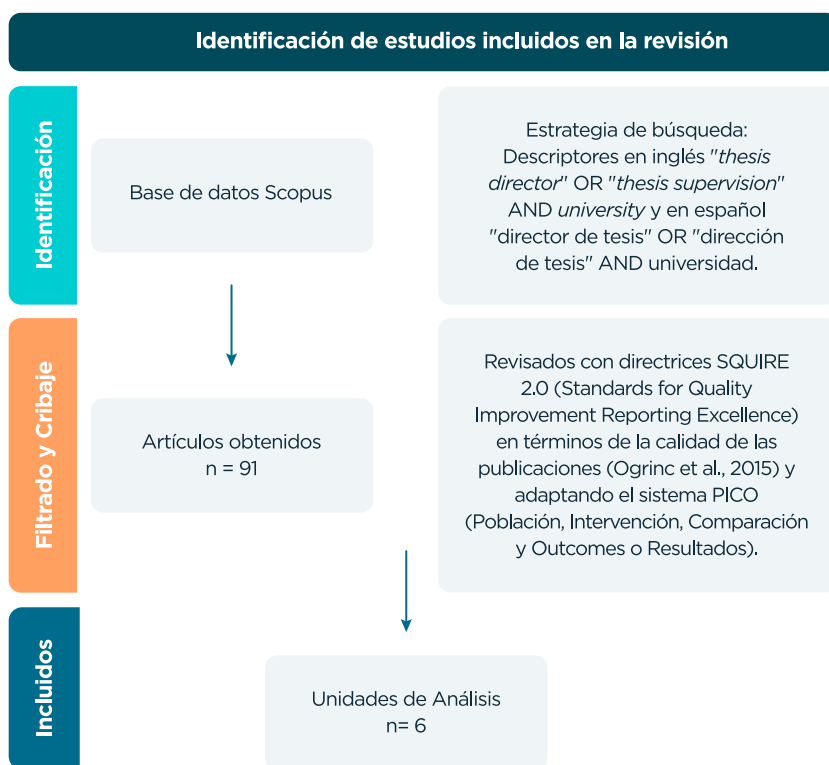 Identificación de estudios incluidos en la revisión
Identificación
Base de datos Scopus
Estrategia de búsqueda:
Descriptores en inglés "thesis
director" OR "thesis supervision"
AND university y en español
"director de tesis" OR "dirección
de tesis" AND universidad.
Filtrado y Cribaje
Artículos obtenidos
n = 91
Revisados con directrices SQUIRE
2.0 (Standards for Quality
Improvement Reporting Excellence)
en términos de la calidad de las
publicaciones (Ogrinc et al., 2015) y
adaptando el sistema PICO
(Población, Intervención, Comparación
y Outcomes o Resultados).
Incluidos
Unidades de Análisis
n= 6